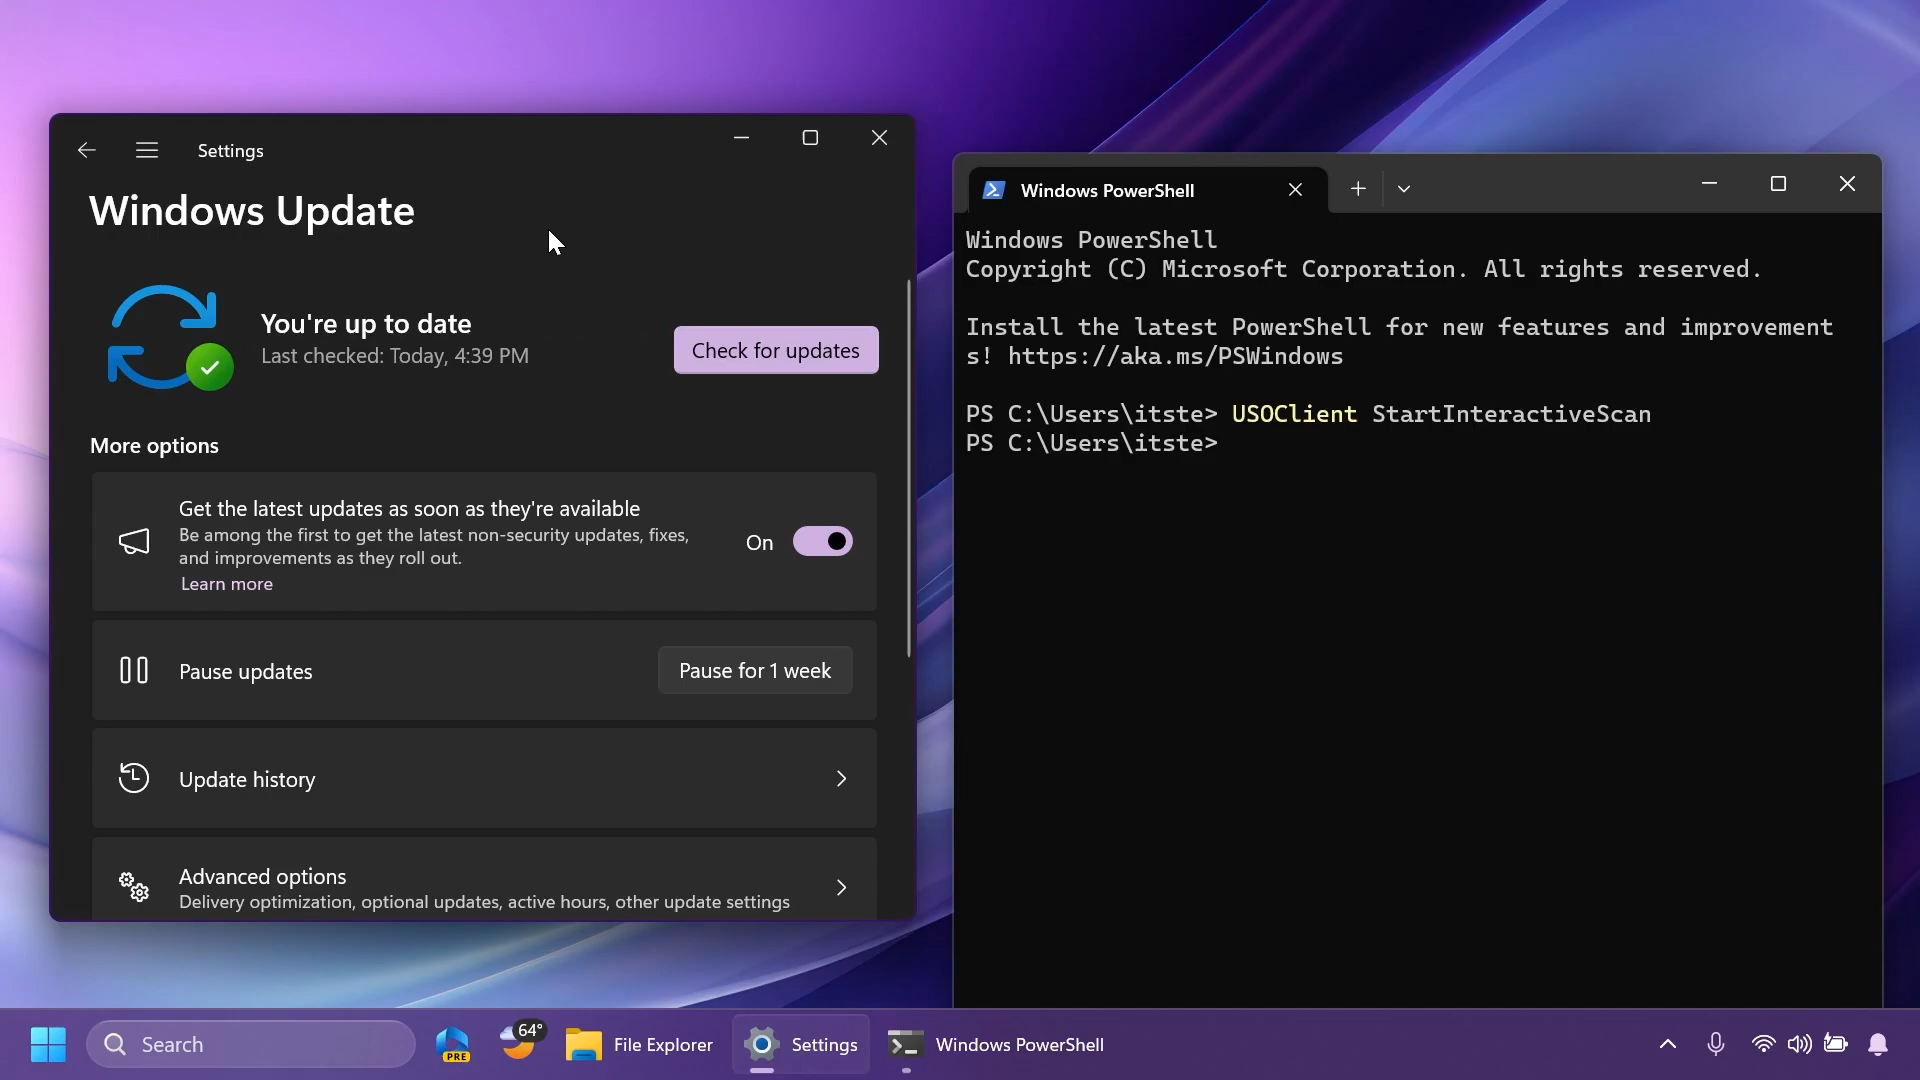 Settings
Windows Update
You're up to date
Last checked: Today, 4:39 PM
Check for updates
More options
Get the latest updates as soon as they're available
Be among the first to get the latest non-security updates, fixes,
and improvements as they roll out.
Learn more
On
Pause updates
Pause for 1 week
Update history
Advanced options
Delivery optimization, optional updates, active hours, other update settings
Windows PowerShell
Windows PowerShell
Copyright (C) Microsoft Corporation. All rights reserved.
Install the latest PowerShell for new features and improvement
s! https://aka.ms/PSWindows
PS C:\Users\itste> USOClient StartInteractiveScan
PS C:\Users\itste>
Search
PRE
64°
File Explorer
Settings
Windows PowerShell